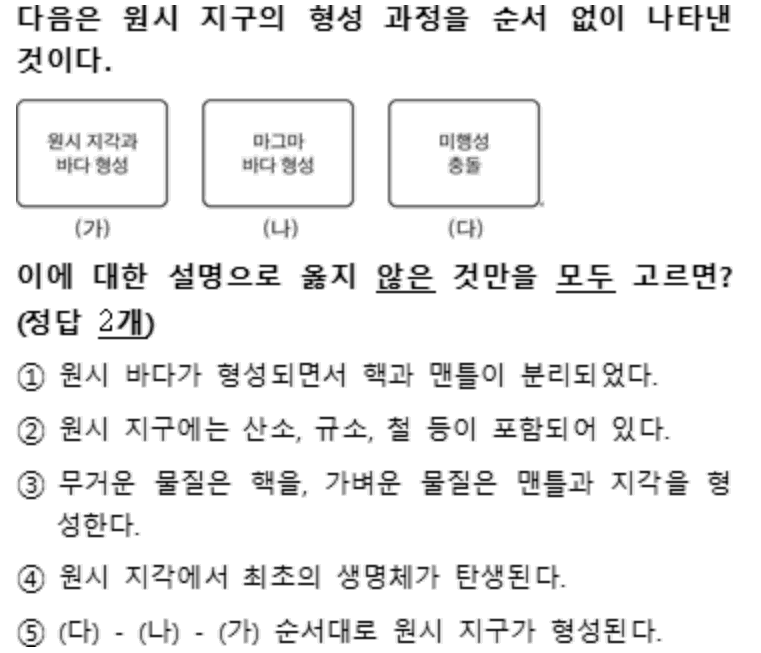 다음은 원시 지구의 형성 과정을 순서 없이 나타낸
것이다.
원시 지각과
바다 형성
(가)
마그마
바다 형성
(나)
미행성
충돌
(다)
이에 대한 설명으로 옳지 않은 것만을 모두 고르면?
(정답 2개)
① 원시 바다가 형성되면서 핵과 맨틀이 분리되었다.
② 원시 지구에는 산소, 규소, 철 등이 포함되어 있다.
③ 무거운 물질은 핵을, 가벼운 물질은 맨틀과 지각을 형
성한다.
④ 원시 지각에서 최초의 생명체가 탄생된다.
⑤ (다) - (나) - (가) 순서대로 원시 지구가 형성된다.